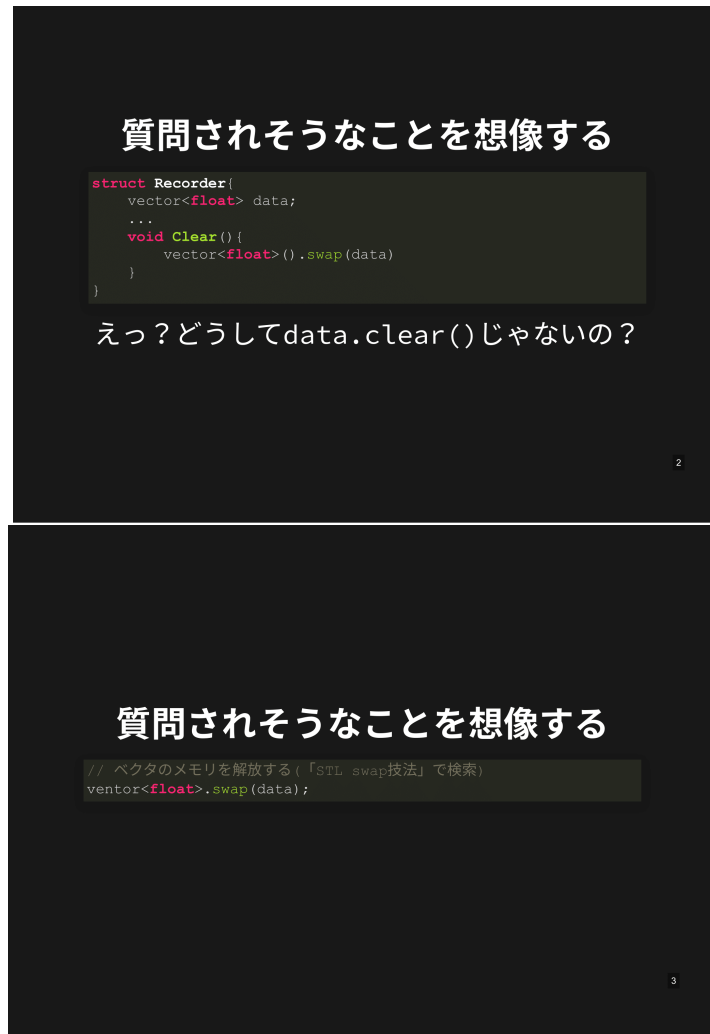 質問されそうなことを想像する
struct Recorder{
    vector<float> data;
    ...
    void Clear(){
        vector<float>().swap(data)
    }
}
えっ？どうしてdata.clear()じゃないの？
2
質問されそうなことを想像する
// ベクタのメモリを解放する(「STL swap技法」で検索)
ventor<float>.swap(data);
3